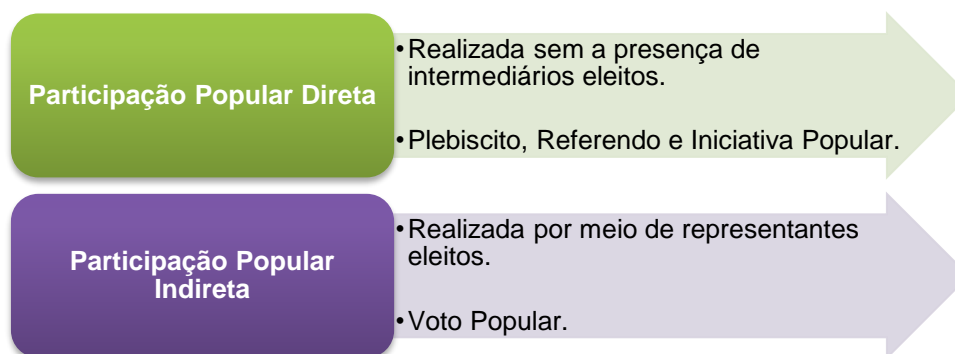 Participação Popular Direta
•Realizada sem a presença de
intermediários eleitos.
•Plebiscito, Referendo e Iniciativa Popular.
Participação Popular
Indireta
•Realizada por meio de representantes
eleitos.
•Voto Popular.